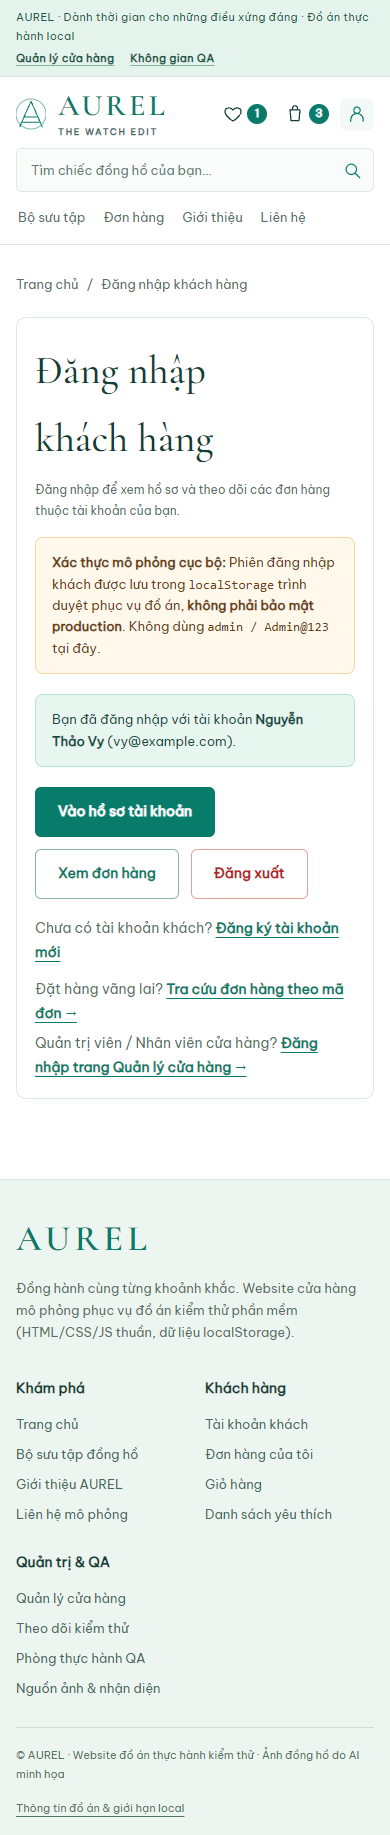 AUREL · Dành thời gian cho những điều xứng đáng · Đồ án thực
hành local
Quản lý cửa hàng Không gian QA
AUREL
THE WATCH EDIT
1
3
Tìm chiếc đồng hồ của bạn...
Bộ sưu tập Đơn hàng Giới thiệu Liên hệ
Trang chủ / Đăng nhập khách hàng
Đăng nhập
khách hàng
Đăng nhập để xem hồ sơ và theo dõi các đơn hàng
thuộc tài khoản của bạn.
Xác thực mô phỏng cục bộ: Phiên đăng nhập
khách được lưu trong localStorage trình
duyệt phục vụ đồ án, không phải bảo mật
production. Không dùng admin / Admin@123
tại đây.
Bạn đã đăng nhập với tài khoản Nguyễn
Thảo Vy (vy@example.com).
Vào hồ sơ tài khoản
Xem đơn hàng
Đăng xuất
Chưa có tài khoản khách? Đăng ký tài khoản
mới
Đặt hàng vãng lai? Tra cứu đơn hàng theo mã
đơn →
Quản trị viên / Nhân viên cửa hàng? Đăng
nhập trang Quản lý cửa hàng →
AUREL
Đồng hành cùng từng khoảnh khắc. Website cửa hàng
mô phỏng phục vụ đồ án kiểm thử phần mềm
(HTML/CSS/JS thuần, dữ liệu localStorage).
Khám phá
Trang chủ
Bộ sưu tập đồng hồ
Giới thiệu AUREL
Liên hệ mô phỏng
Khách hàng
Tài khoản khách
Đơn hàng của tôi
Giỏ hàng
Danh sách yêu thích
Quản trị & QA
Quản lý cửa hàng
Theo dõi kiểm thử
Phòng thực hành QA
Nguồn ảnh & nhận diện
© AUREL · Website đồ án thực hành kiểm thử · Ảnh đồng hồ do AI
minh họa
Thông tin đồ án & giới hạn local